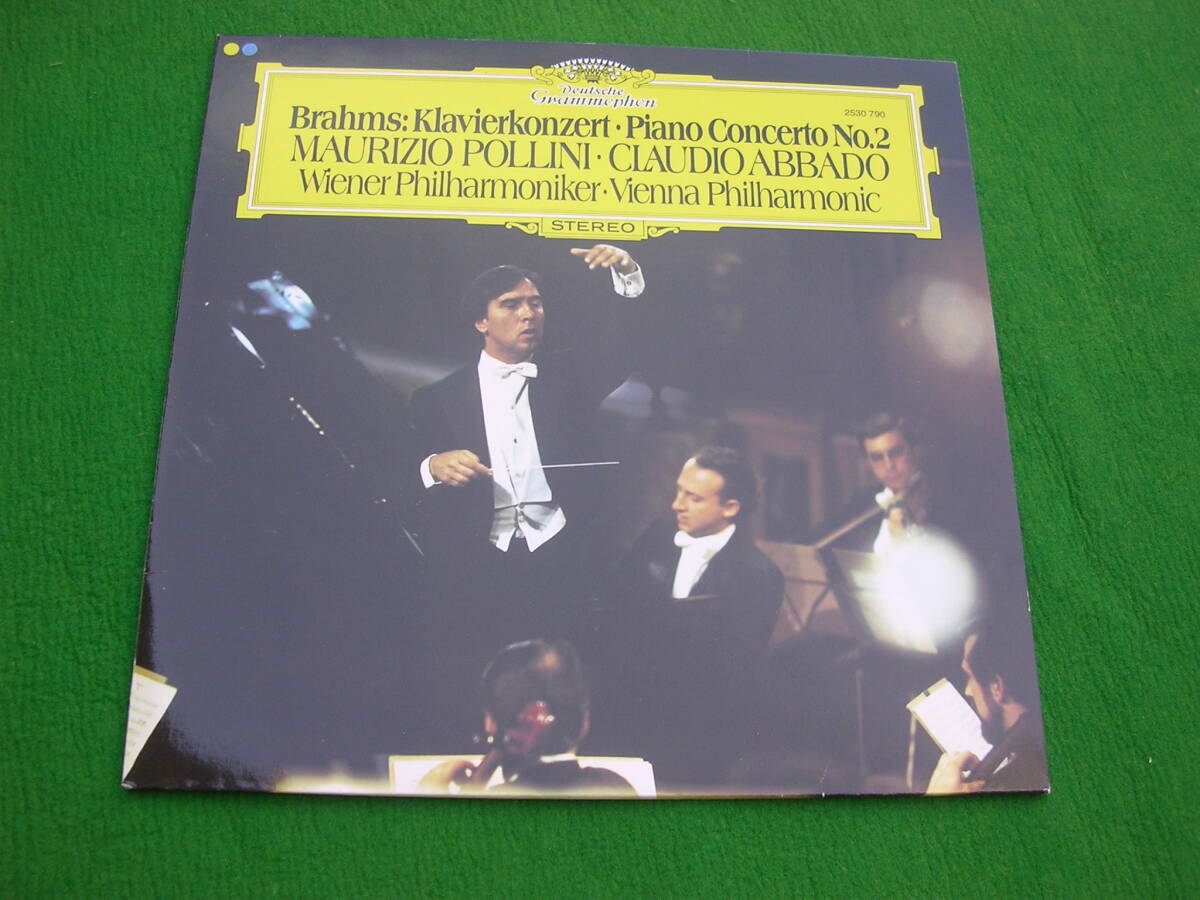 Deutsche
Grammophon
2530 790
Brahms: Klavierkonzert · Piano Concerto No.2
MAURIZIO POLLINI · CLAUDIO ABBADO
Wiener Philharmoniker · Vienna Philharmonic
STEREO